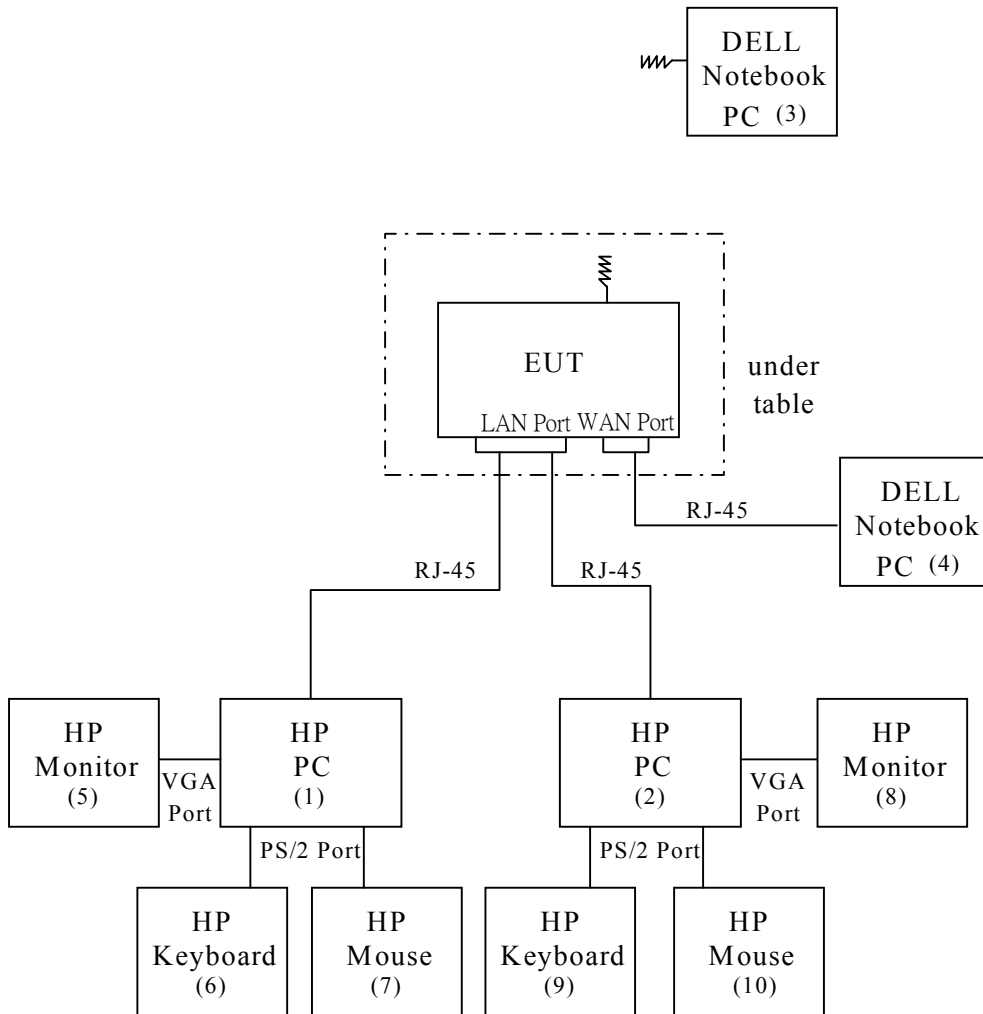 DELL
Notebook
PC (3)
EUT
LAN Port WAN Port
under
table
RJ-45
DELL
Notebook
PC (4)
RJ-45
RJ-45
HP
Monitor
(5)
VGA
Port
HP
PC
(1)
HP
PC
(2)
VGA
Port
HP
Monitor
(8)
PS/2 Port
PS/2 Port
HP
Keyboard
(6)
HP
Mouse
(7)
HP
Keyboard
(9)
HP
Mouse
(10)